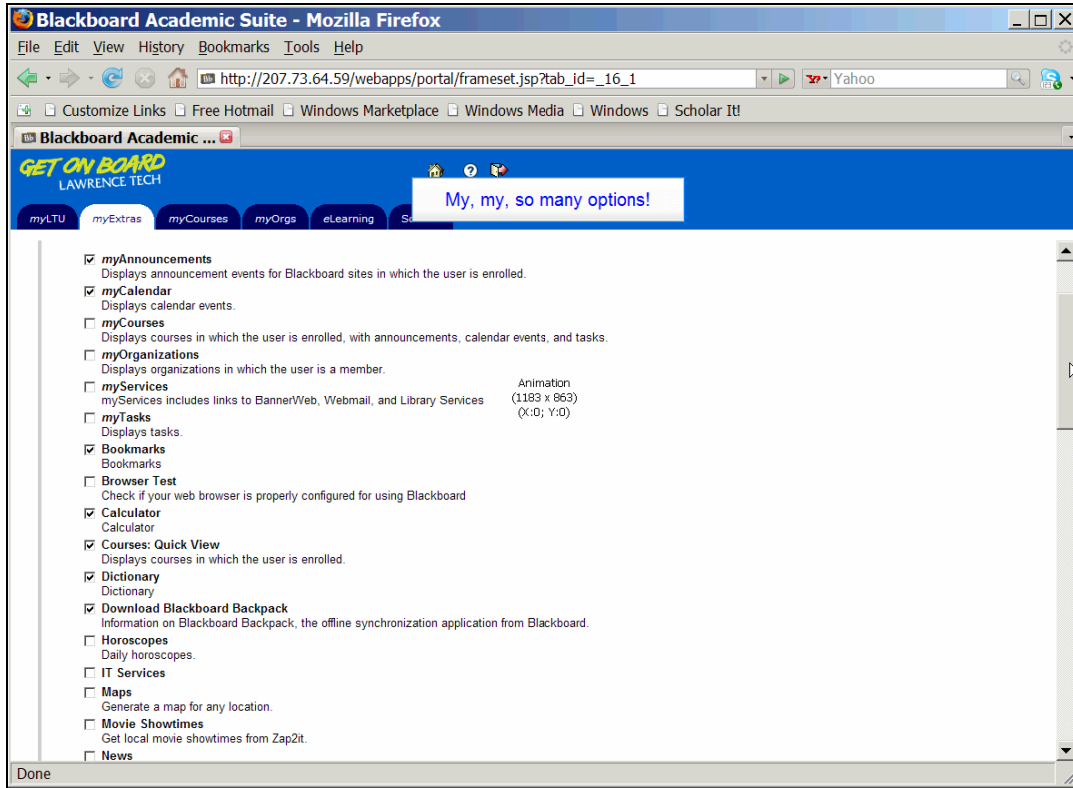 Blackboard Academic Suite - Mozilla Firefox
File Edit View History Bookmarks Tools Help
http://207.73.64.59/webapps/portal/frameset.jsp?tab_id=_16_1
Yahoo
Customize Links Free Hotmail Windows Marketplace Windows Media Windows Scholar It!
Blackboard Academic ...
GET ON BOARD
LAWRENCE TECH
My, my, so many options!
myLTU myExtras myCourses myOrgs eLearning
myAnnouncements
Displays announcement events for Blackboard sites in which the user is enrolled.
myCalendar
Displays calendar events.
myCourses
Displays courses in which the user is enrolled, with announcements, calendar events, and tasks.
myOrganizations
Displays organizations in which the user is a member.
myServices
myServices includes links to BannerWeb, Webmail, and Library Services
Animation
(1183 x 863)
(X:0; Y:0)
myTasks
Displays tasks.
Bookmarks
Bookmarks
Browser Test
Check if your web browser is properly configured for using Blackboard
Calculator
Calculator
Courses: Quick View
Displays courses in which the user is enrolled.
Dictionary
Dictionary
Download Blackboard Backpack
Information on Blackboard Backpack, the offline synchronization application from Blackboard.
Horoscopes
Daily horoscopes.
IT Services
Maps
Generate a map for any location.
Movie Showtimes
Get local movie showtimes from Zap2it.
News
Done